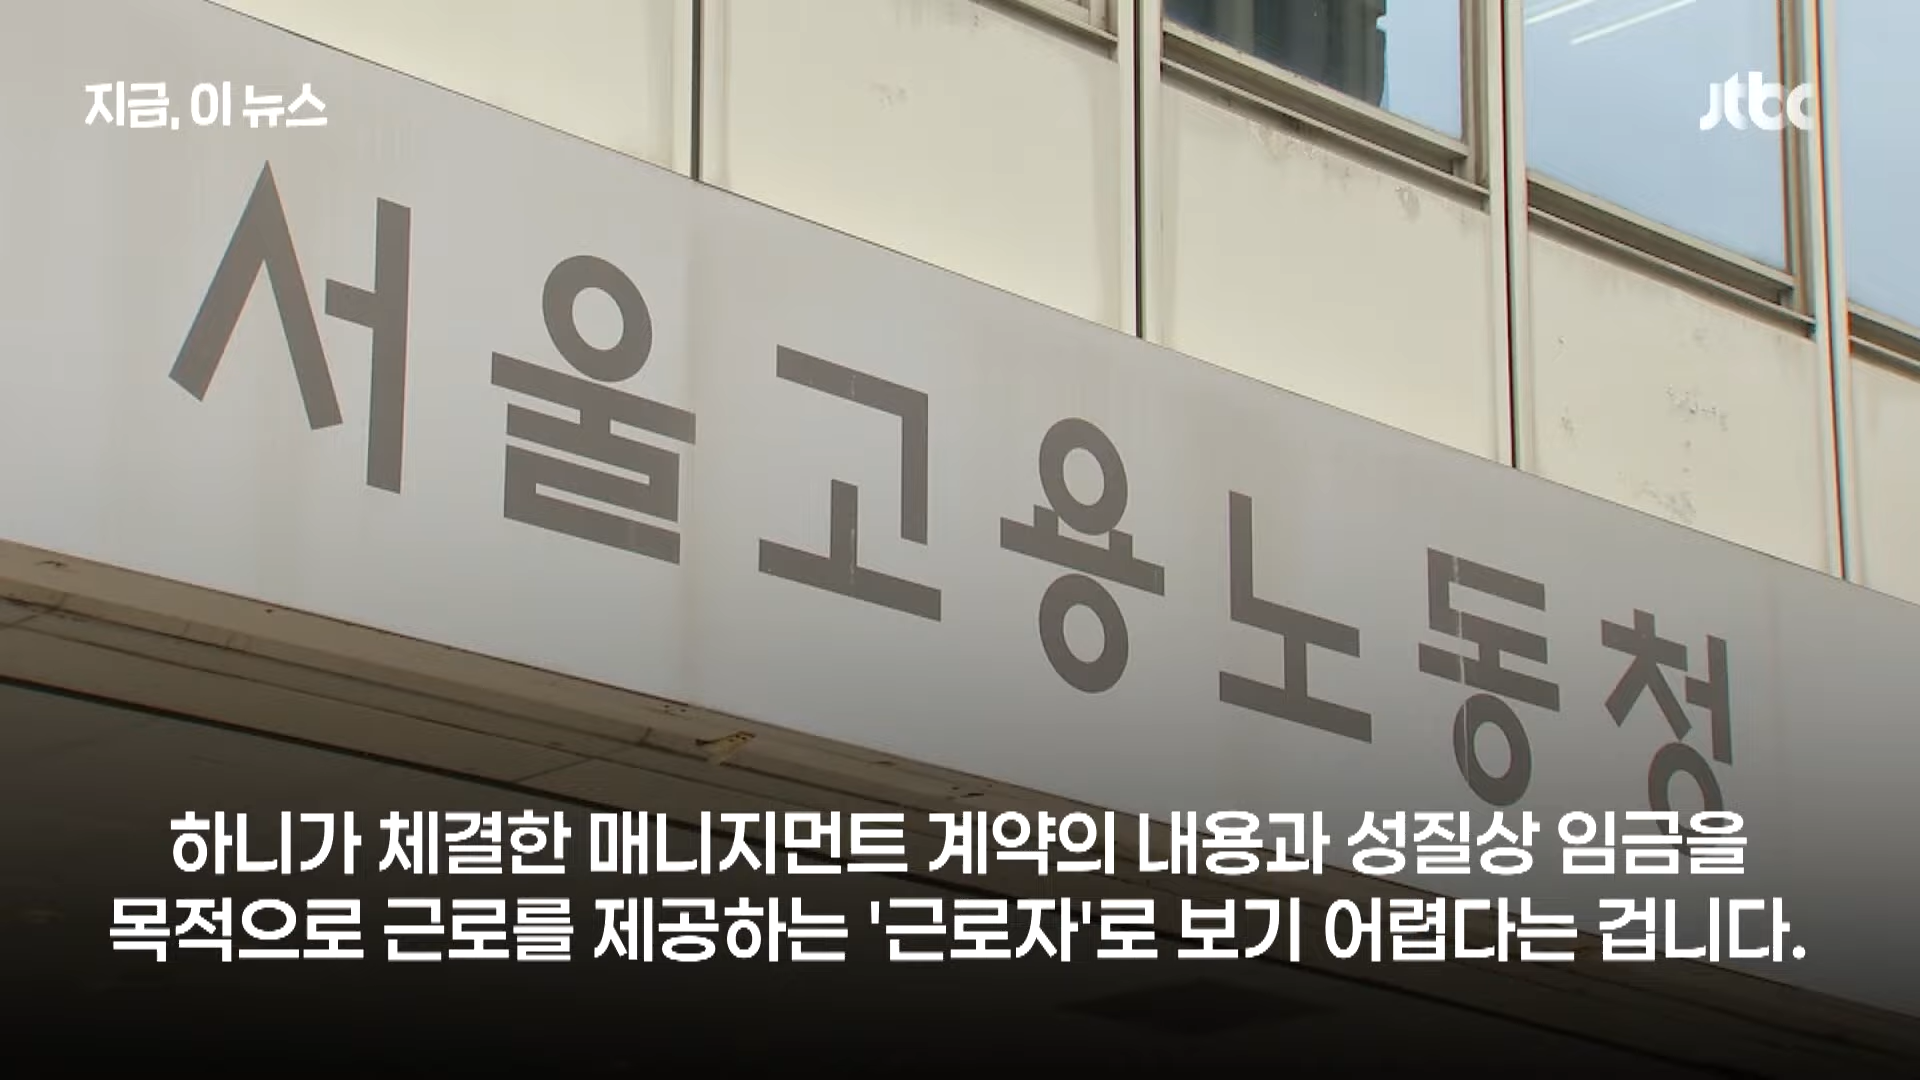 지금, 이 뉴스
jtbc
서울고용노동청
하니가 체결한 매니지먼트 계약의 내용과 성질상 임금을
목적으로 근로를 제공하는 '근로자'로 보기 어렵다는 겁니다.